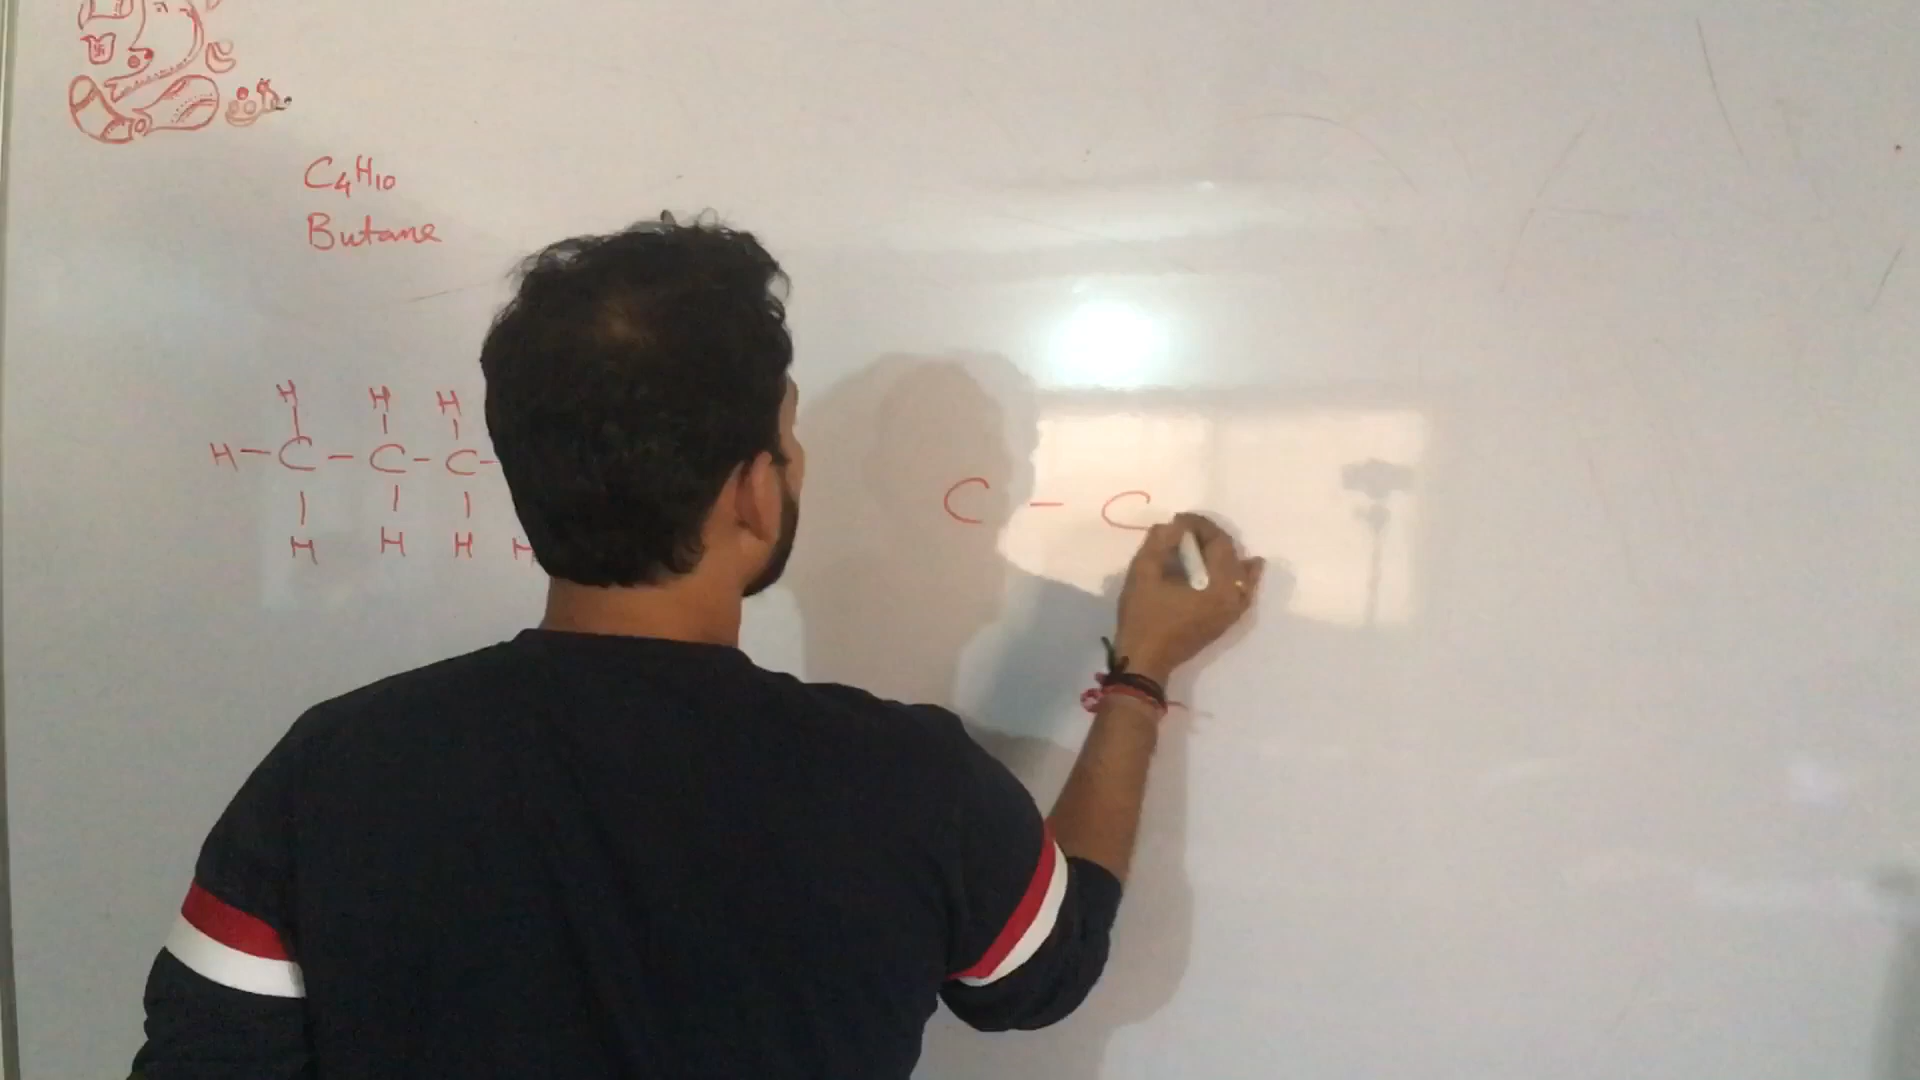 C₄H₁₀
Butane
H H H
H-C-C-C-
H H H H
C - C